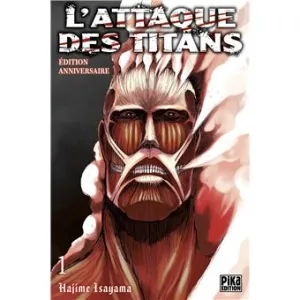 L'ATTAQUE
DES TITANS
ÉDITION
ANNIVERSAIRE
1
Hajime Isayama
PIKA
ÉDITION